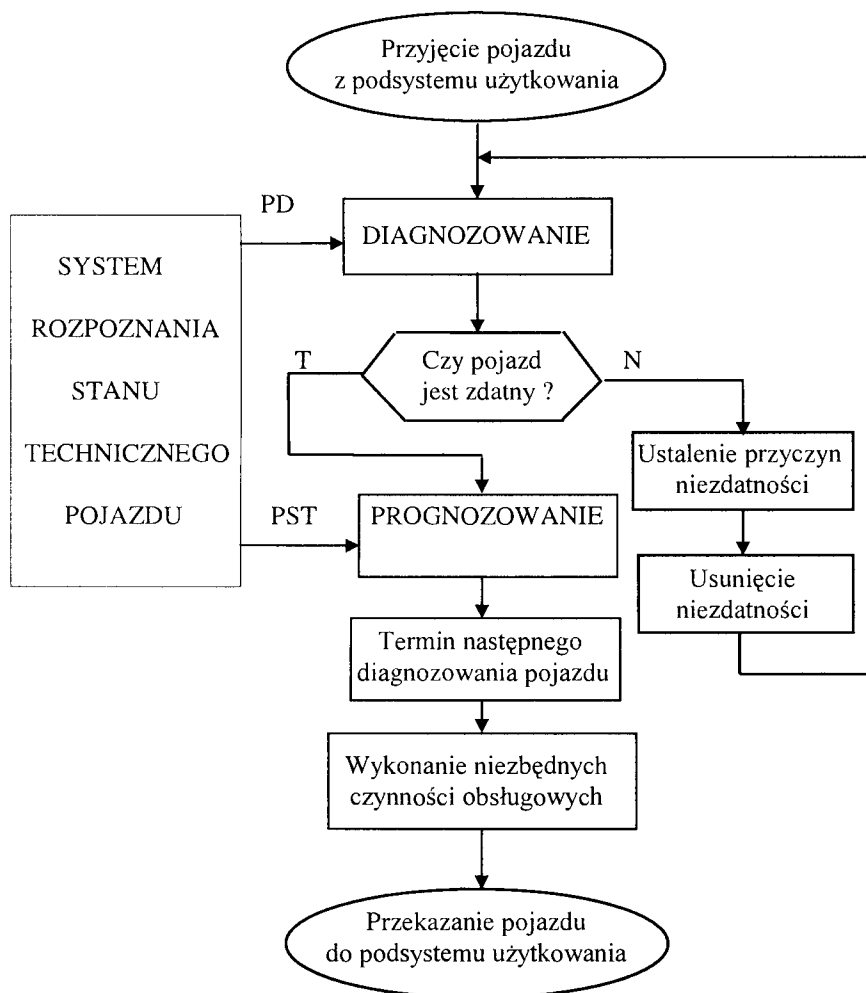 Przyjęcie pojazdu
z podsystemu użytkowania
PD
DIAGNOZOWANIE
SYSTEM
ROZPOZNANIA
STANU
TECHNICZNEGO
POJAZDU
T
Czy pojazd
jest zdatny ?
N
Ustalenie przyczyn
niezdatności
PST
PROGNOZOWANIE
Usunięcie
niezdatności
Termin następnego
diagnozowania pojazdu
Wykonanie niezbędnych
czynności obsługowych
Przekazanie pojazdu
do podsystemu użytkowania